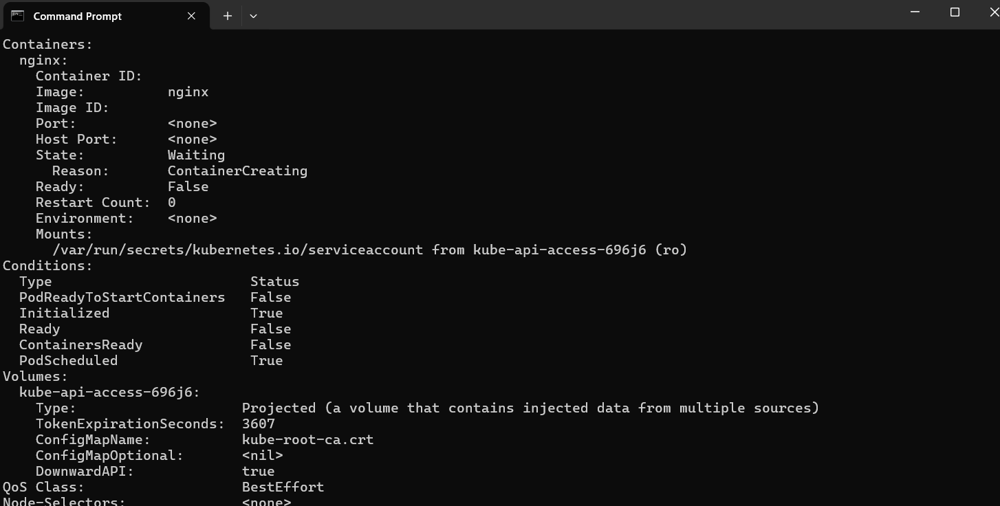 Command Prompt
Containers:
  nginx:
    Container ID:
    Image:          nginx
    Image ID:
    Port:           <none>
    Host Port:      <none>
    State:          Waiting
      Reason:       ContainerCreating
    Ready:          False
    Restart Count:  0
    Environment:    <none>
    Mounts:
      /var/run/secrets/kubernetes.io/serviceaccount from kube-api-access-696j6 (ro)
Conditions:
  Type                        Status
  PodReadyToStartContainers   False
  Initialized                 True
  Ready                       False
  ContainersReady             False
  PodScheduled                True
Volumes:
  kube-api-access-696j6:
    Type:                    Projected (a volume that contains injected data from multiple sources)
    TokenExpirationSeconds:  3607
    ConfigMapName:           kube-root-ca.crt
    ConfigMapOptional:       <nil>
    DownwardAPI:             true
QoS Class:                   BestEffort
Node-Selectors:              <none>